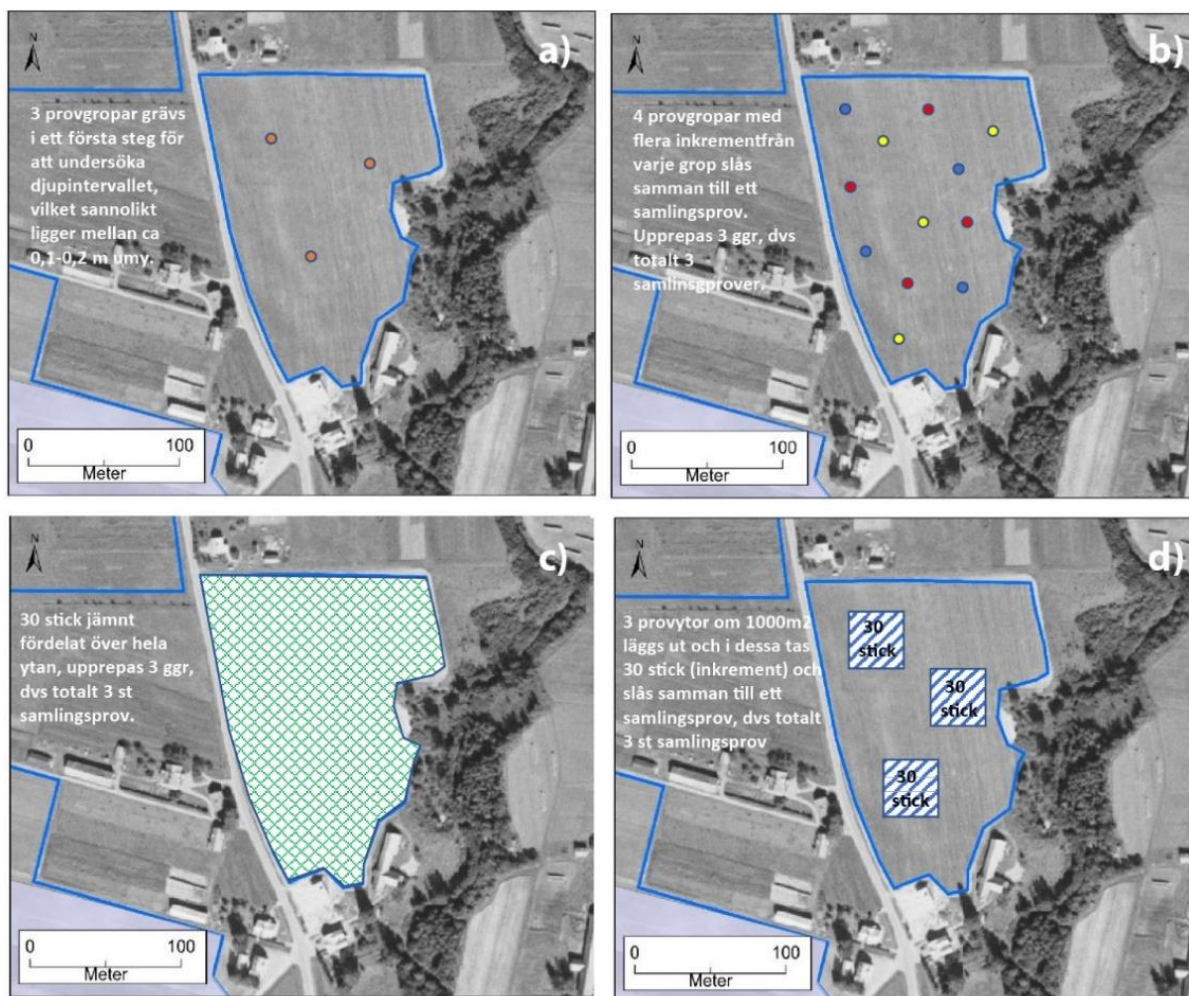 a)
N
3 provgropar grävs
i ett första steg för
att undersöka
djupintervallet,
vilket sannolikt
ligger mellan ca
0,1-0,2 m umy.
0 100
Meter
b)
N
4 provgropar med
flera inkrementfrån
varje grop slås
samman till ett
samlingsprov.
Upprepas 3 ggr, dvs
totalt 3
samlinsgprover.
0 100
Meter
c)
N
30 stick jämnt
fördelat över hela
ytan, upprepas 3 ggr,
dvs totalt 3 st
samlingsprov.
0 100
Meter
d)
N
3 provytor om 1000m2
läggs ut och i dessa tas
30 stick (inkrement) och
slås samman till ett
samlingsprov, dvs totalt
3 st samlingsprov
30
stick
30
stick
30
stick
0 100
Meter